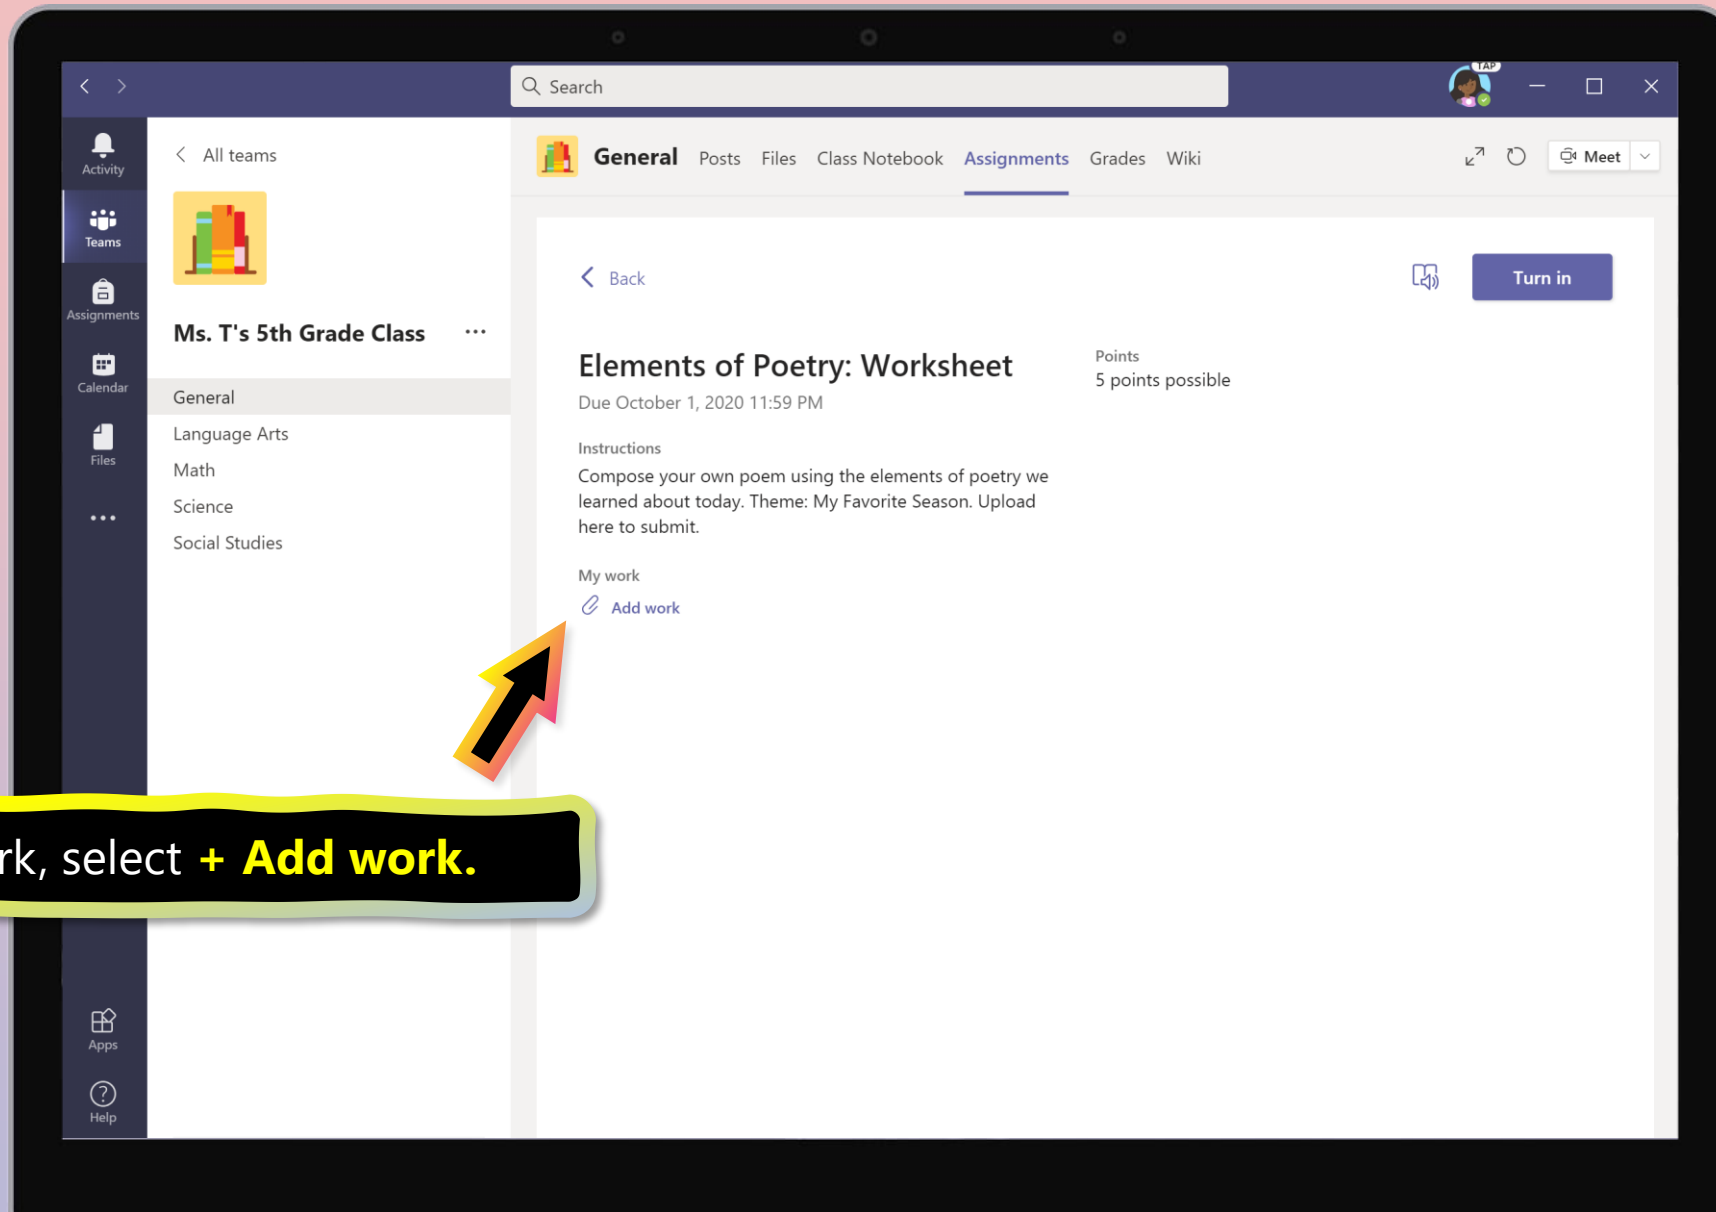 Search
TAP
Activity
Teams
Assignments
Calendar
Files
Apps
Help
All teams
Ms. T's 5th Grade Class
General
Language Arts
Math
Science
Social Studies
General Posts Files Class Notebook Assignments Grades Wiki
Meet
Back
Turn in
Elements of Poetry: Worksheet
Due October 1, 2020 11:59 PM
Points
5 points possible
Instructions
Compose your own poem using the elements of poetry we
learned about today. Theme: My Favorite Season. Upload
here to submit.
My work
Add work
rk, select + Add work.